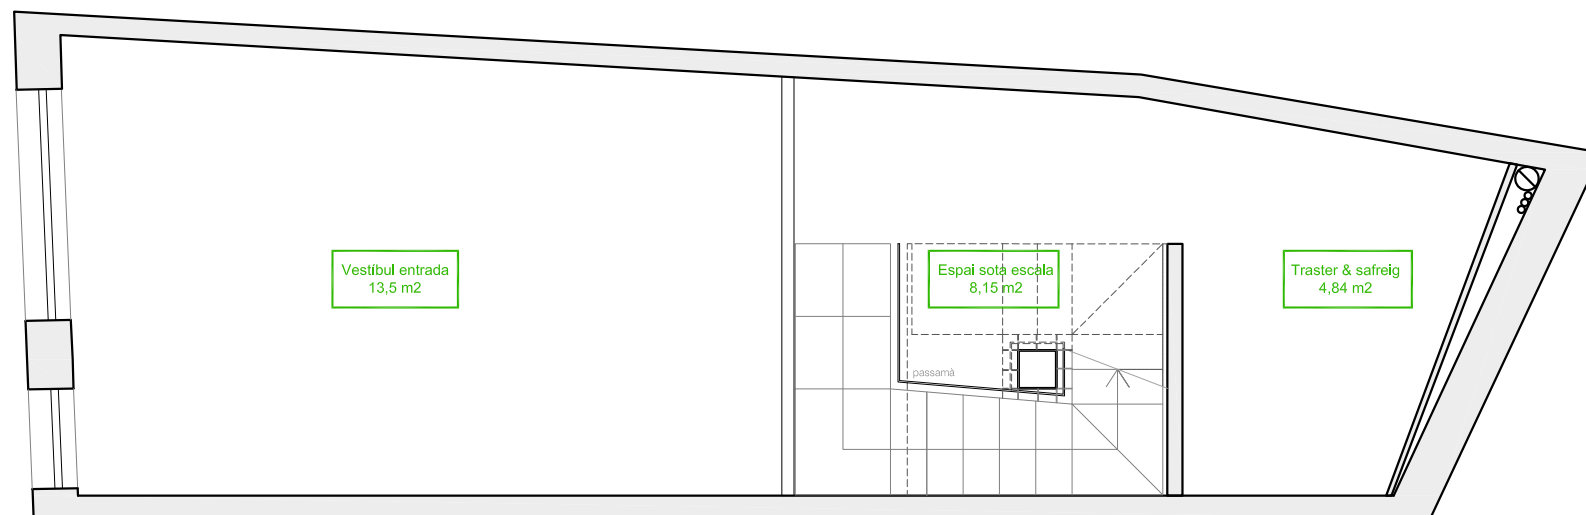 Vestíbul entrada
13,5 m2
Espai sota escala
8,15 m2
Traster & safreig
4,84 m2
passamà